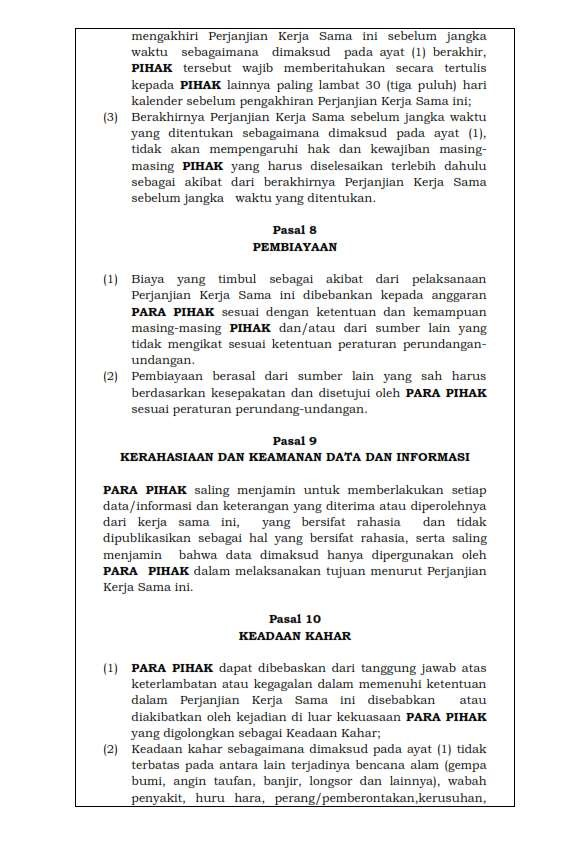 mengakhiri Perjanjian Kerja Sama ini sebelum jangka
waktu sebagaimana dimaksud pada ayat (1) berakhir,
PIHAK tersebut wajib memberitahukan secara tertulis
kepada PIHAK lainnya paling lambat 30 (tiga puluh) hari
kalender sebelum pengakhiran Perjanjian Kerja Sama ini;
(3) Berakhirnya Perjanjian Kerja Sama sebelum jangka waktu
yang ditentukan sebagaimana dimaksud pada ayat (1),
tidak akan mempengaruhi hak dan kewajiban masing-
masing PIHAK yang harus diselesaikan terlebih dahulu
sebagai akibat dari berakhirnya Perjanjian Kerja Sama
sebelum jangka waktu yang ditentukan.
Pasal 8
PEMBIAYAAN
(1) Biaya yang timbul sebagai akibat dari pelaksanaan
Perjanjian Kerja Sama ini dibebankan kepada anggaran
PARA PIHAK sesuai dengan ketentuan dan kemampuan
masing-masing PIHAK dan/atau dari sumber lain yang
tidak mengikat sesuai ketentuan peraturan perundangan-
undangan.
(2) Pembiayaan berasal dari sumber lain yang sah harus
berdasarkan kesepakatan dan disetujui oleh PARA PIHAK
sesuai peraturan perundang-undangan.
Pasal 9
KERAHASIAAN DAN KEAMANAN DATA DAN INFORMASI
PARA PIHAK saling menjamin untuk memberlakukan setiap
data/informasi dan keterangan yang diterima atau diperolehnya
dari kerja sama ini, yang bersifat rahasia dan tidak
dipublikasikan sebagai hal yang bersifat rahasia, serta saling
menjamin bahwa data dimaksud hanya dipergunakan oleh
PARA PIHAK dalam melaksanakan tujuan menurut Perjanjian
Kerja Sama ini.
Pasal 10
KEADAAN KAHAR
(1) PARA PIHAK dapat dibebaskan dari tanggung jawab atas
keterlambatan atau kegagalan dalam memenuhi ketentuan
dalam Perjanjian Kerja Sama ini disebabkan atau
diakibatkan oleh kejadian di luar kekuasaan PARA PIHAK
yang digolongkan sebagai Keadaan Kahar;
(2) Keadaan kahar sebagaimana dimaksud pada ayat (1) tidak
terbatas pada antara lain terjadinya bencana alam (gempa
bumi, angin taufan, banjir, longsor dan lainnya), wabah
penyakit, huru hara, perang/pemberontakan,kerusuhan,